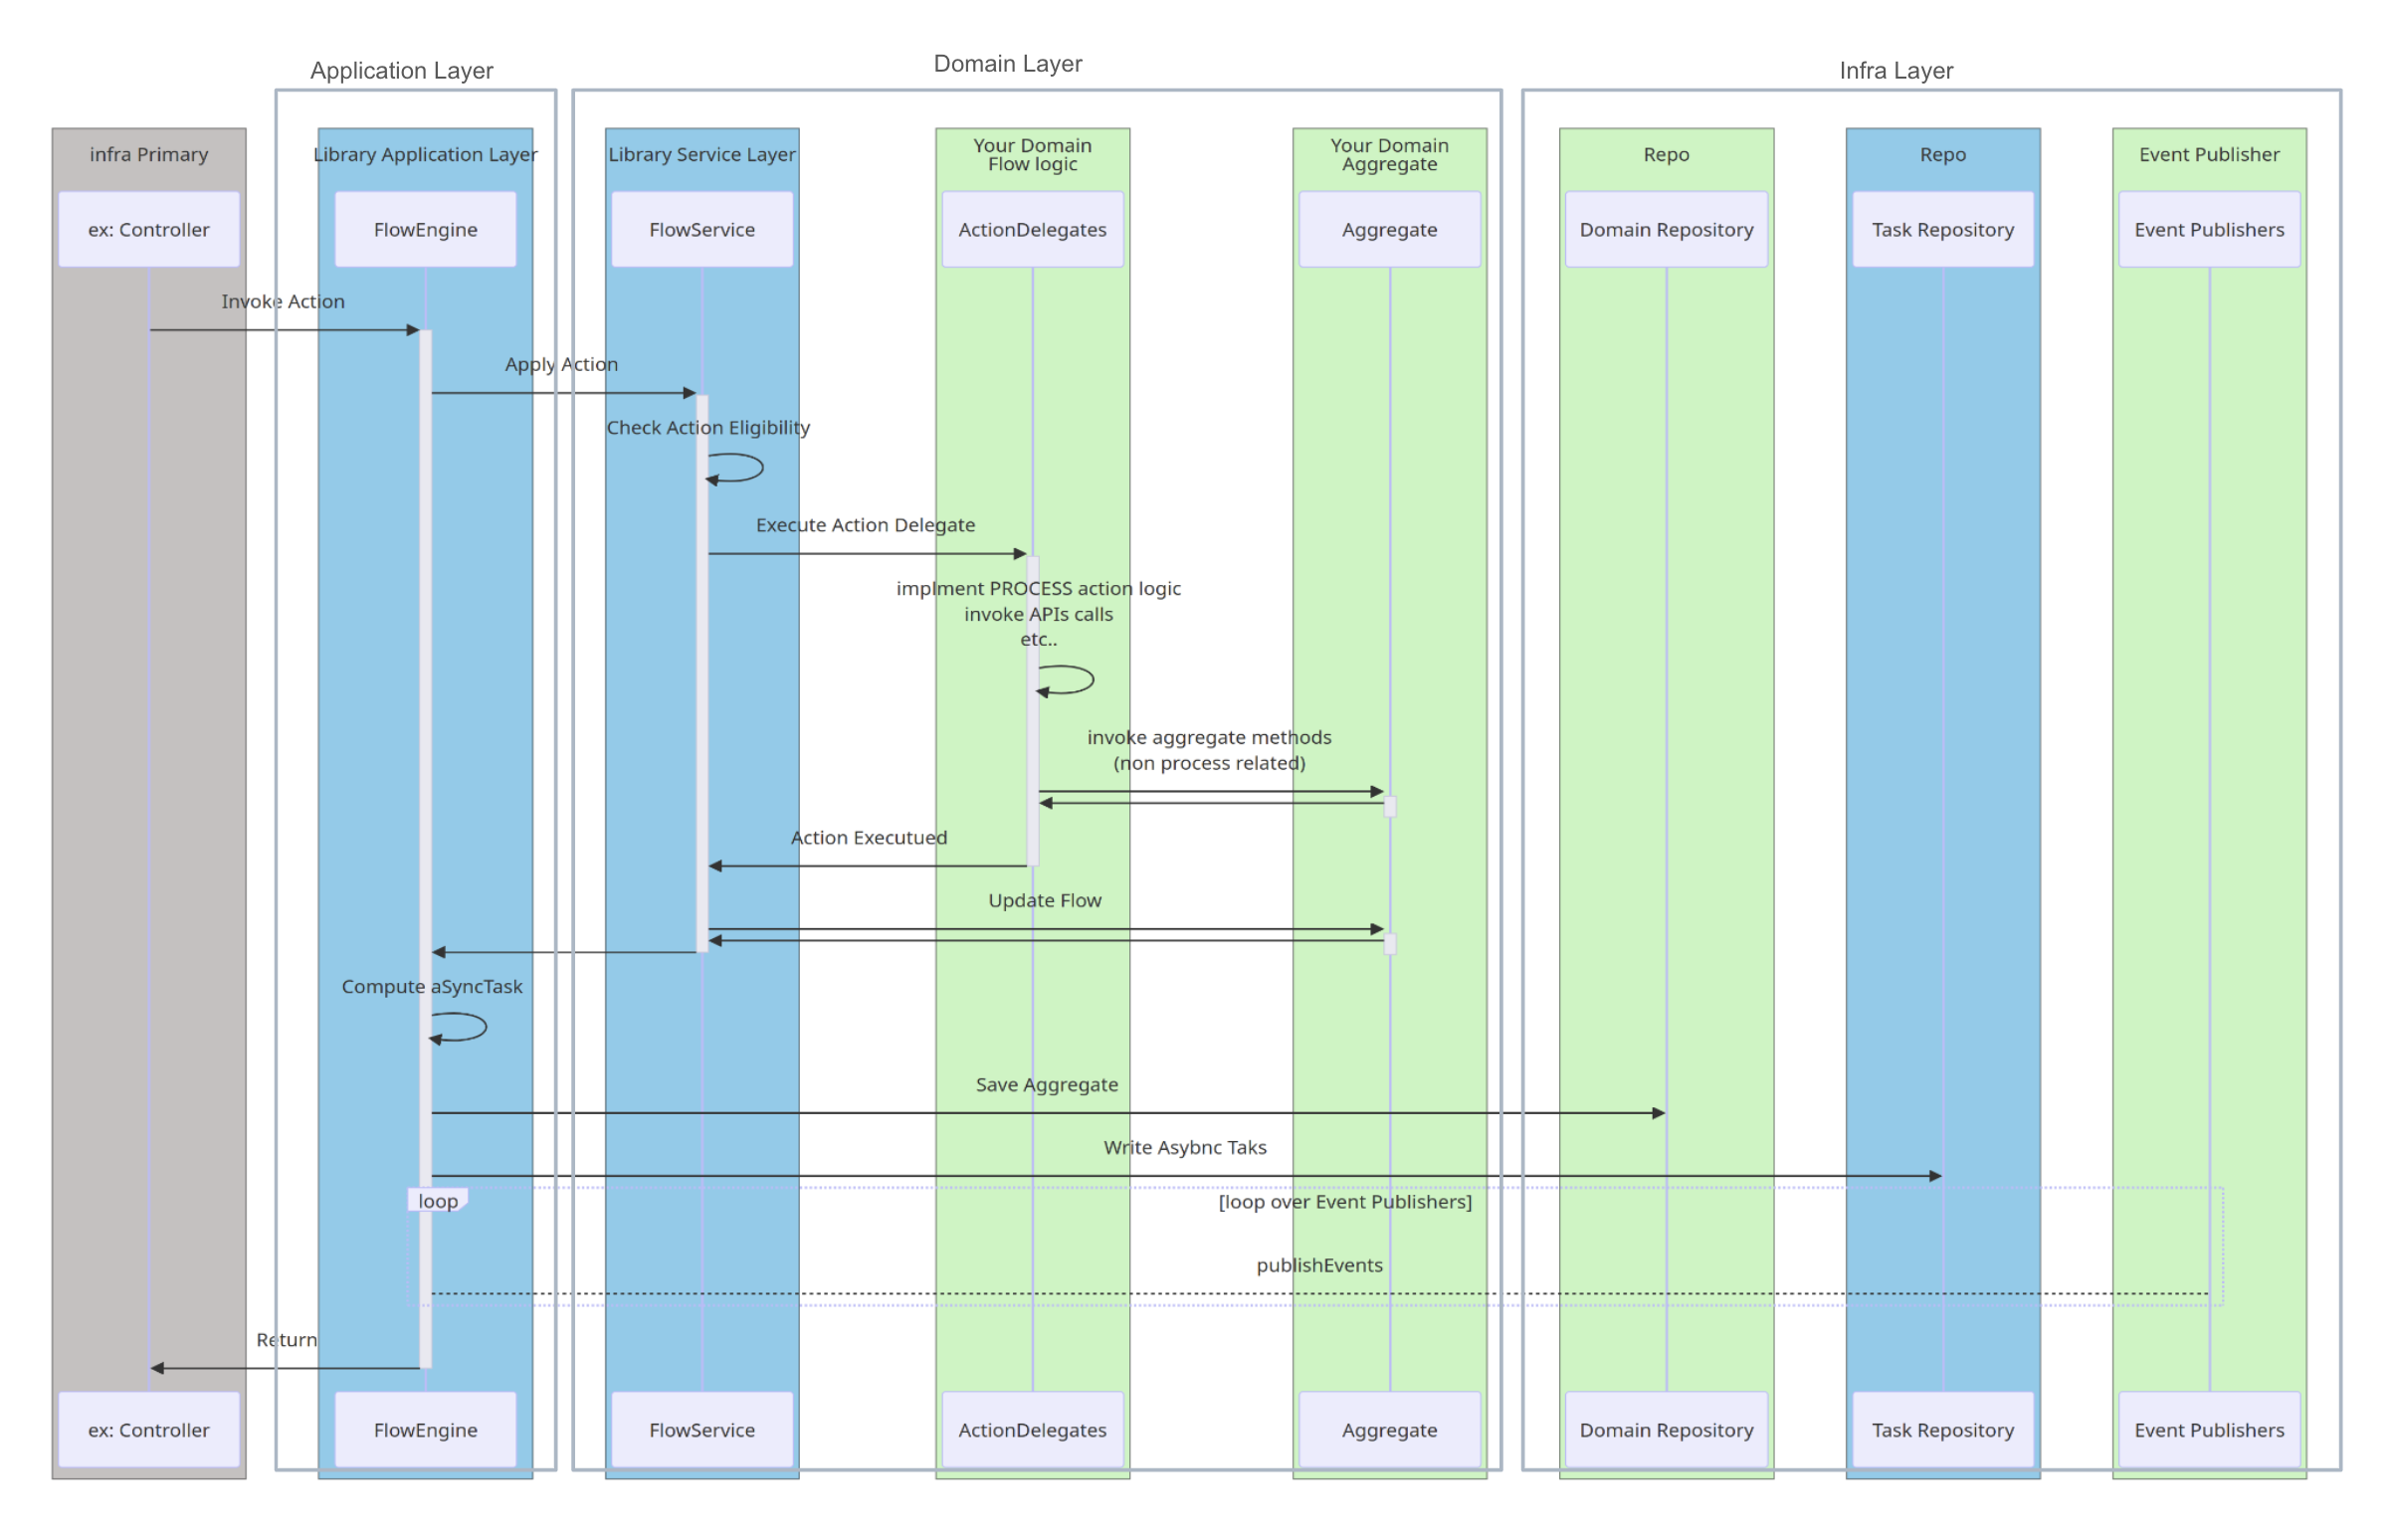 Application Layer
Domain Layer
Infra Layer
infra Primary
Library Application Layer
Library Service Layer
Your Domain
Flow logic
Your Domain
Aggregate
Repo
Repo
Event Publisher
ex: Controller
FlowEngine
FlowService
ActionDelegates
Aggregate
Domain Repository
Task Repository
Event Publishers
Invoke Action
Apply Action
Check Action Eligibility
Execute Action Delegate
implment PROCESS action logic
invoke APIs calls
etc..
invoke aggregate methods
(non process related)
Action Executued
Update Flow
Compute aSyncTask
Save Aggregate
Write Asybnc Taks
loop
[loop over Event Publishers]
publishEvents
Return
ex: Controller
FlowEngine
FlowService
ActionDelegates
Aggregate
Domain Repository
Task Repository
Event Publishers